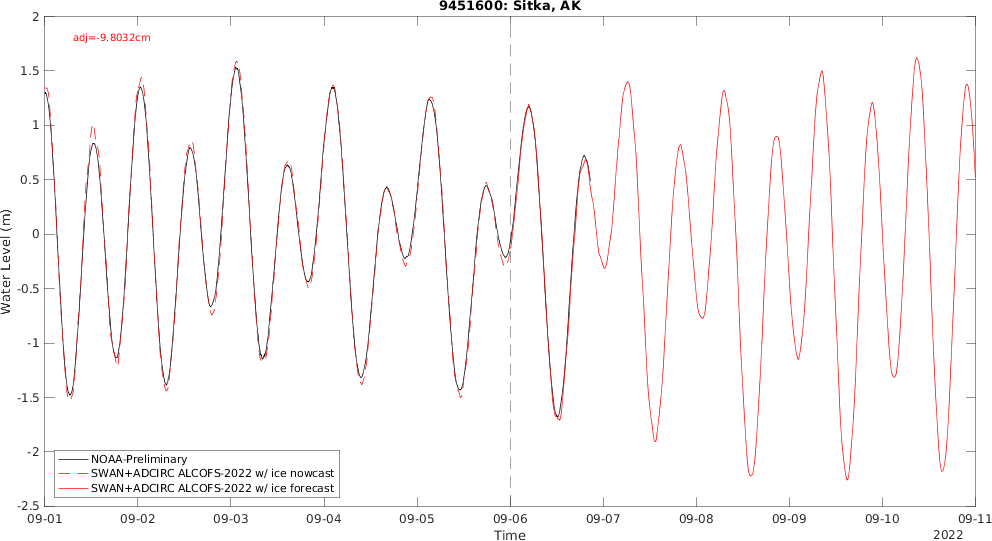 9451600: Sitka, AK
adj=-9.8032cm
2
1.5
1
0.5
0
-0.5
-1
-1.5
-2
-2.5
Water Level (m)
NOAA-Preliminary
SWAN+ADCIRC ALCOFS-2022 w/ ice nowcast
SWAN+ADCIRC ALCOFS-2022 w/ ice forecast
09-01 09-02 09-03 09-04 09-05 09-06 09-07 09-08 09-09 09-10 09-11
Time
2022